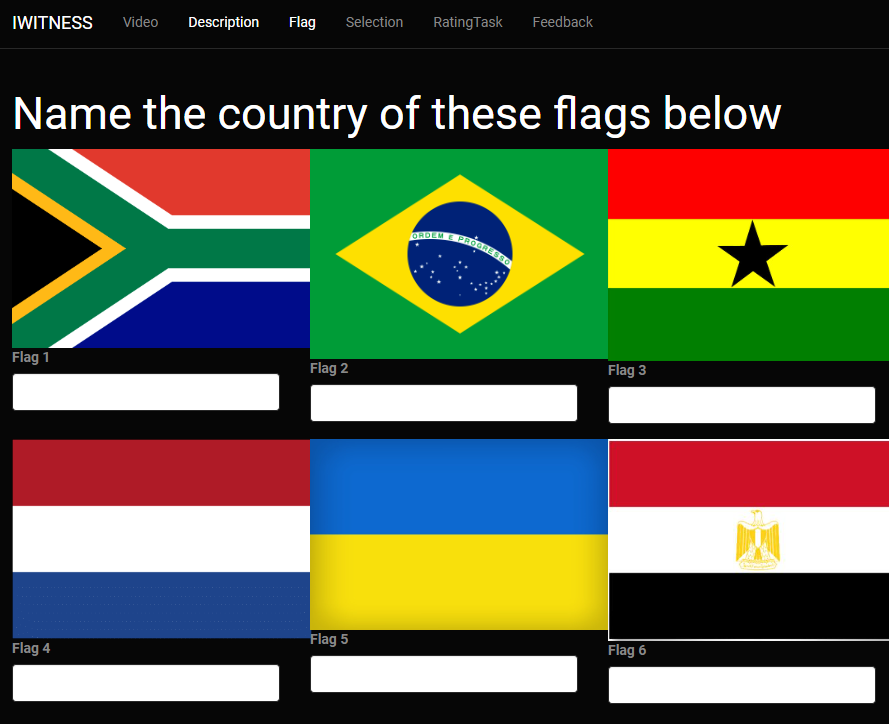 IWITNESS Video Description Flag Selection RatingTask Feedback
Name the country of these flags below
ORDEM E PROGRESSO
Flag 1
Flag 2
Flag 3
Flag 4
Flag 5
Flag 6